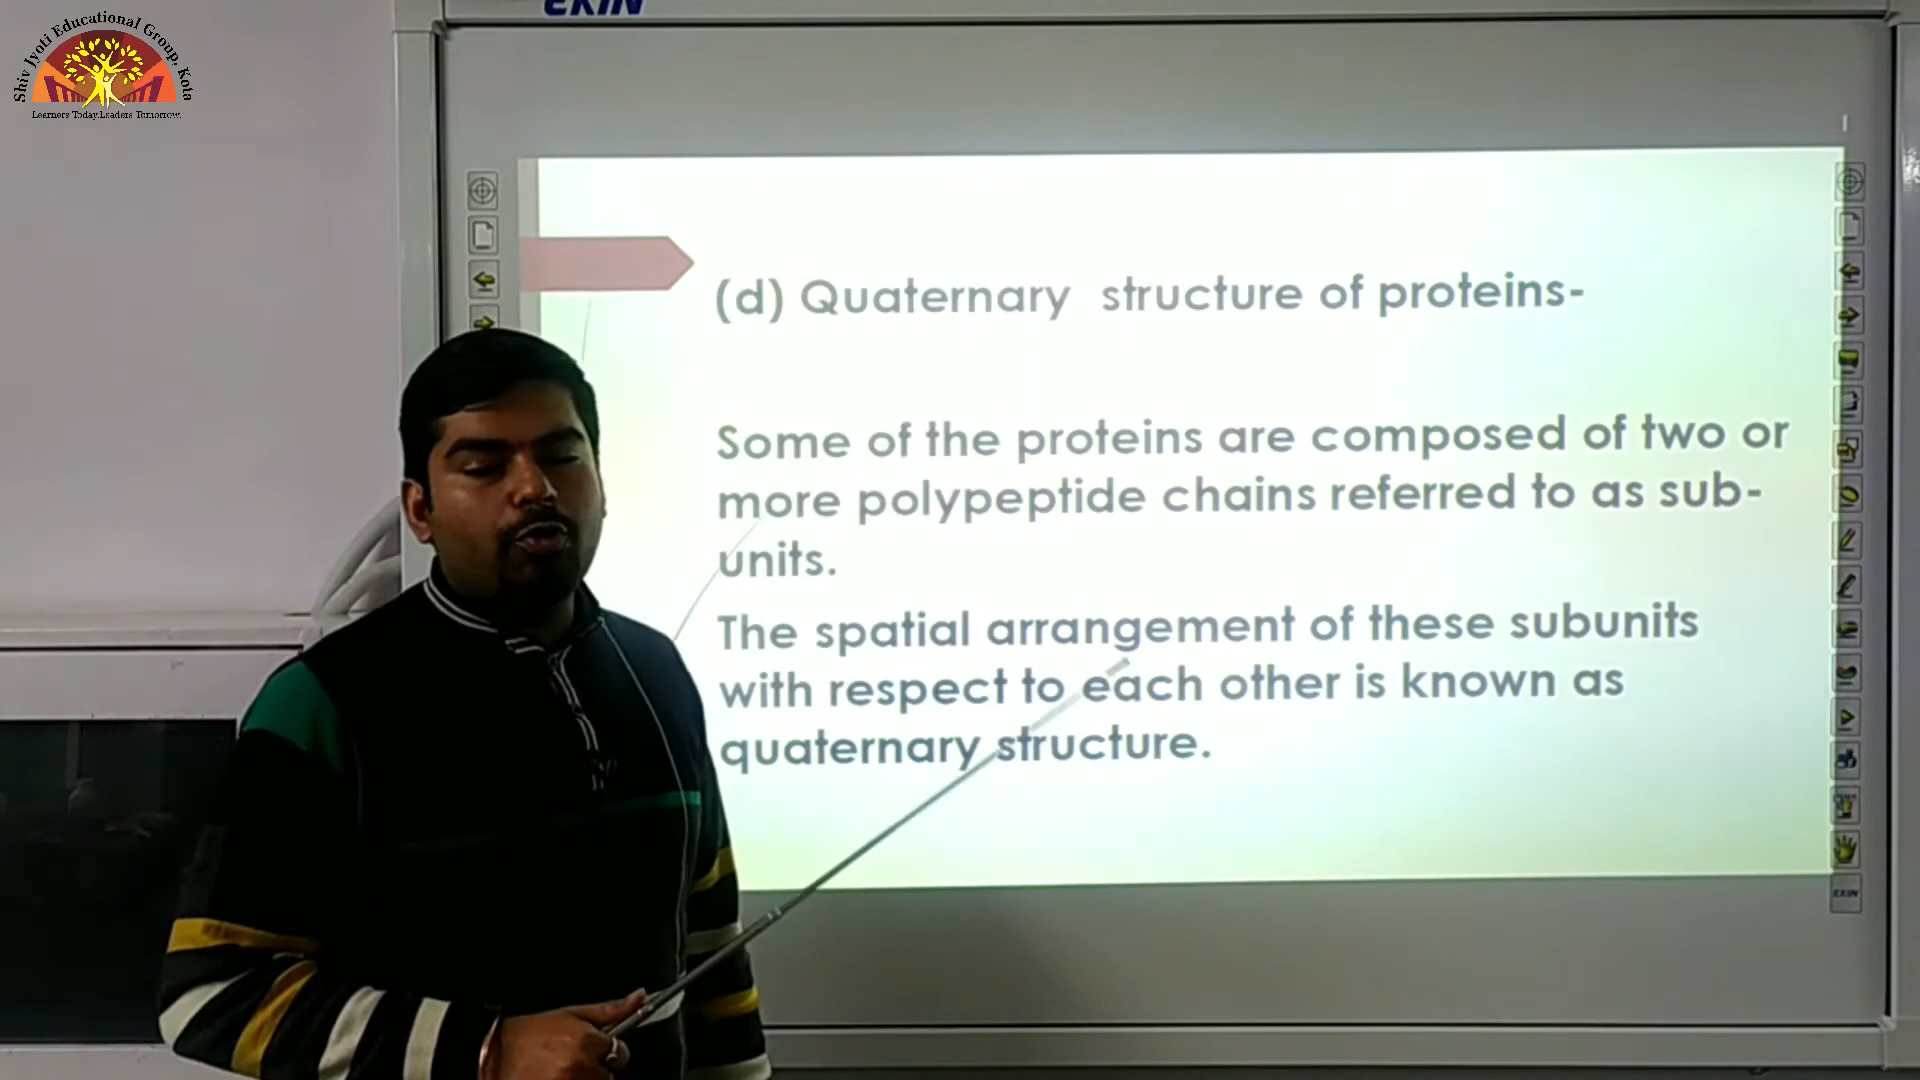 EKIN
Shiv Jyoti Educational Group, Kota
Learners Today.Leaders Tomorrow.
(d) Quaternary structure of proteins-
Some of the proteins are composed of two or
more polypeptide chains referred to as sub-
units.
The spatial arrangement of these subunits
with respect to each other is known as
quaternary structure.
EKIN